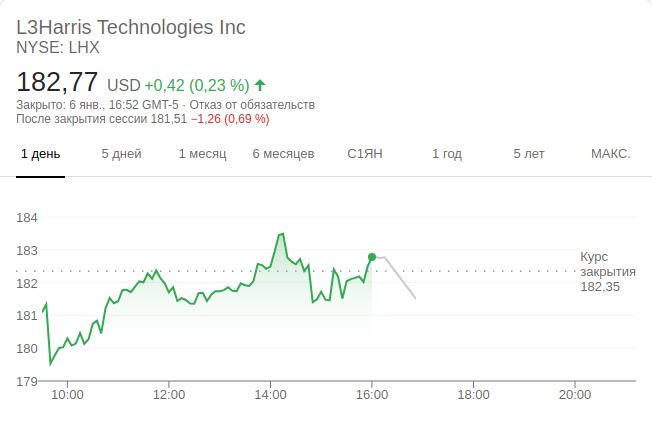 L3Harris Technologies Inc
NYSE: LHX
182,77 USD +0,42 (0,23 %)
Закрыто: 6 янв., 16:52 GMT-5 · Отказ от обязательств
После закрытия сессии 181,51 −1,26 (0,69 %)
1 день 5 дней 1 месяц 6 месяцев С1ЯН 1 год 5 лет МАКС.
184
183
182
181
180
179
Курс
закрытия
182,35
10:00 12:00 14:00 16:00 18:00 20:00